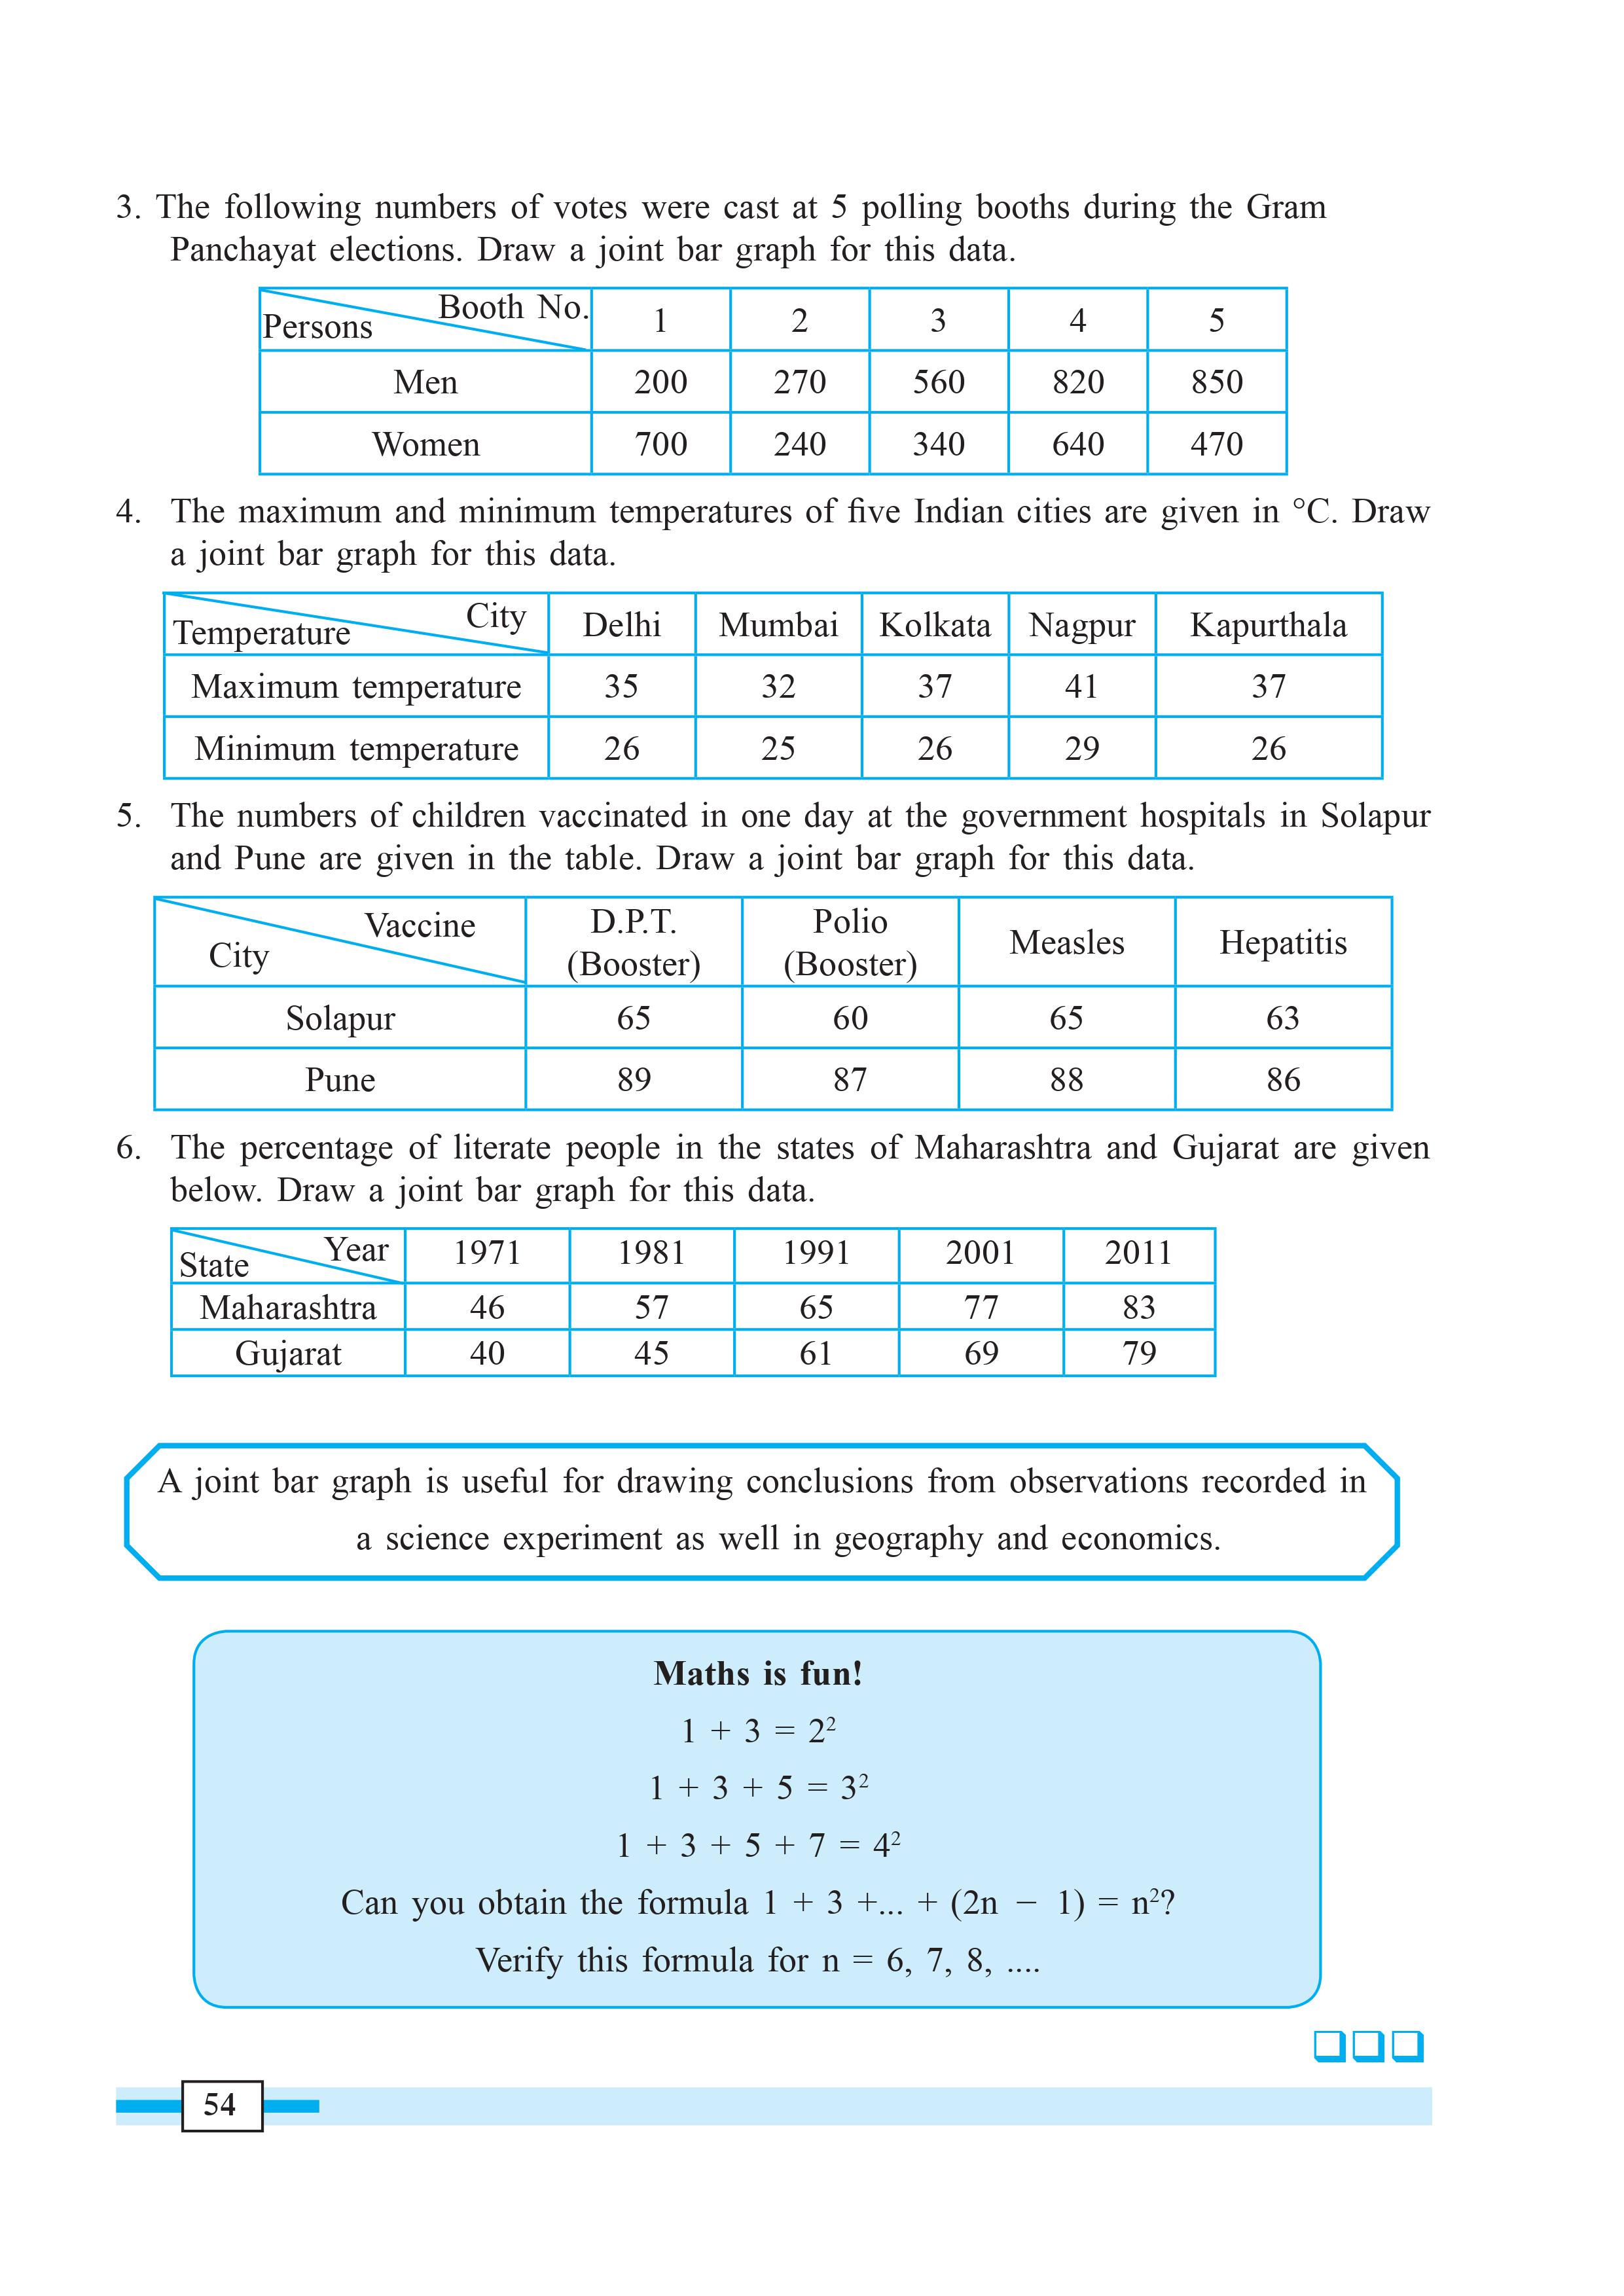 3. The following numbers of votes were cast at 5 polling booths during the Gram
Panchayat elections. Draw a joint bar graph for this data.
Booth No.
Persons
1 2 3 4 5
Men 200 270 560 820 850
Women 700 240 340 640 470
4. The maximum and minimum temperatures of five Indian cities are given in °C. Draw
a joint bar graph for this data.
City
Temperature
Delhi Mumbai Kolkata Nagpur Kapurthala
Maximum temperature 35 32 37 41 37
Minimum temperature 26 25 26 29 26
5. The numbers of children vaccinated in one day at the government hospitals in Solapur
and Pune are given in the table. Draw a joint bar graph for this data.
Vaccine
City
D.P.T. (Booster) Polio (Booster) Measles Hepatitis
Solapur 65 60 65 63
Pune 89 87 88 86
6. The percentage of literate people in the states of Maharashtra and Gujarat are given
below. Draw a joint bar graph for this data.
Year
State
1971 1981 1991 2001 2011
Maharashtra 46 57 65 77 83
Gujarat 40 45 61 69 79
A joint bar graph is useful for drawing conclusions from observations recorded in
a science experiment as well in geography and economics.
Maths is fun!
1 + 3 = 2²
1 + 3 + 5 = 3²
1 + 3 + 5 + 7 = 4²
Can you obtain the formula 1 + 3 +... + (2n − 1) = n²?
Verify this formula for n = 6, 7, 8, ....
54